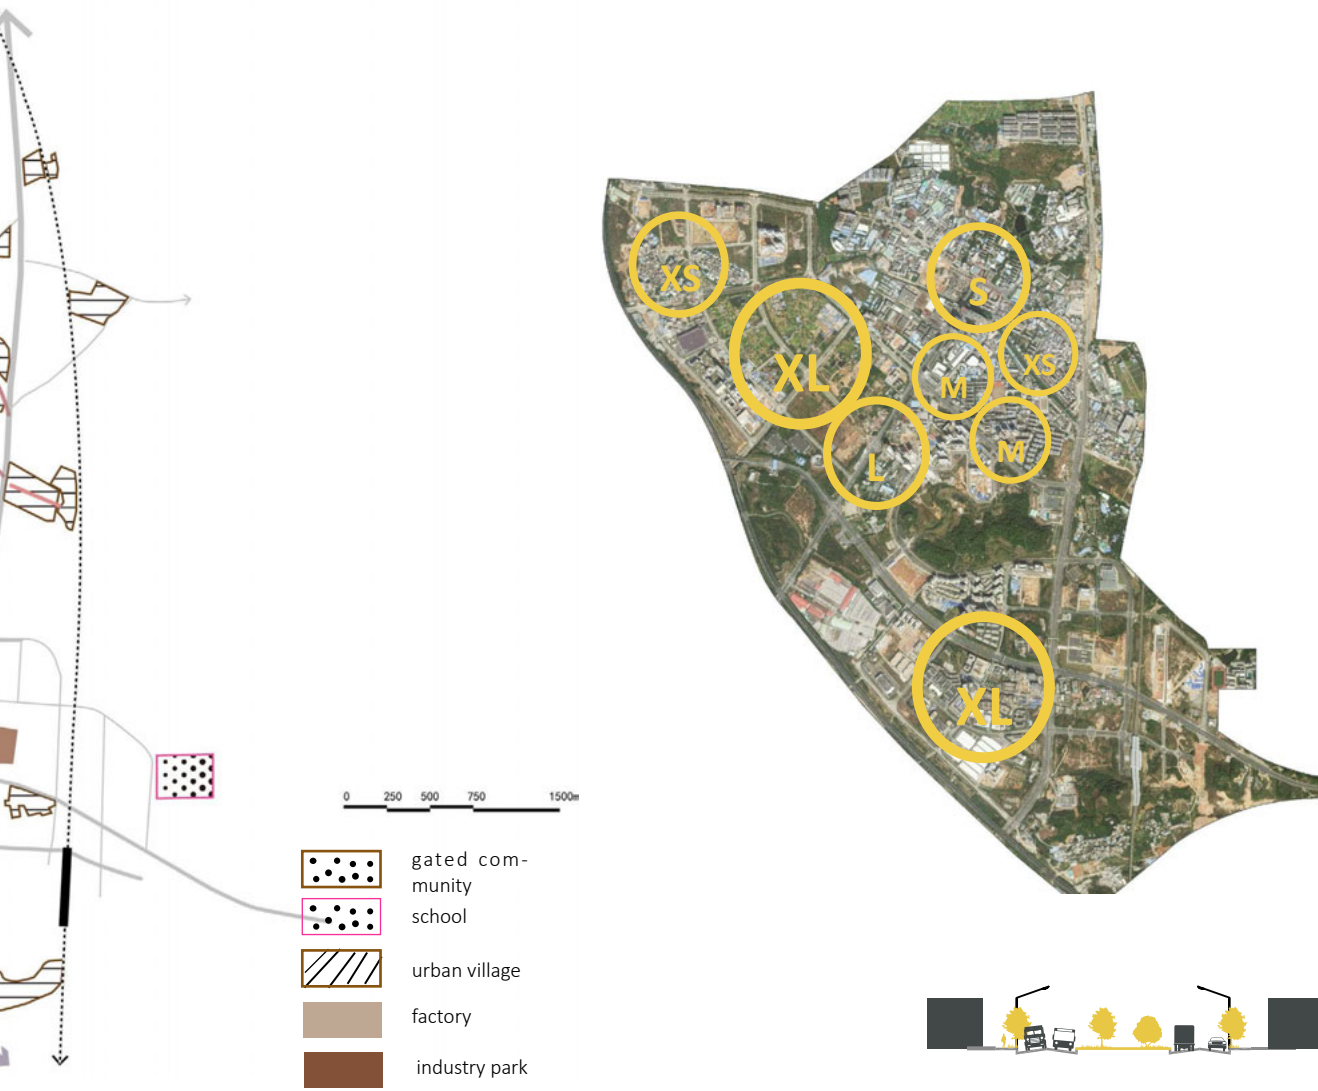 XS
S
XL
XS
M
M
L
XL
0 250 500 750 1500m
gated com-
munity
school
urban village
factory
industry park